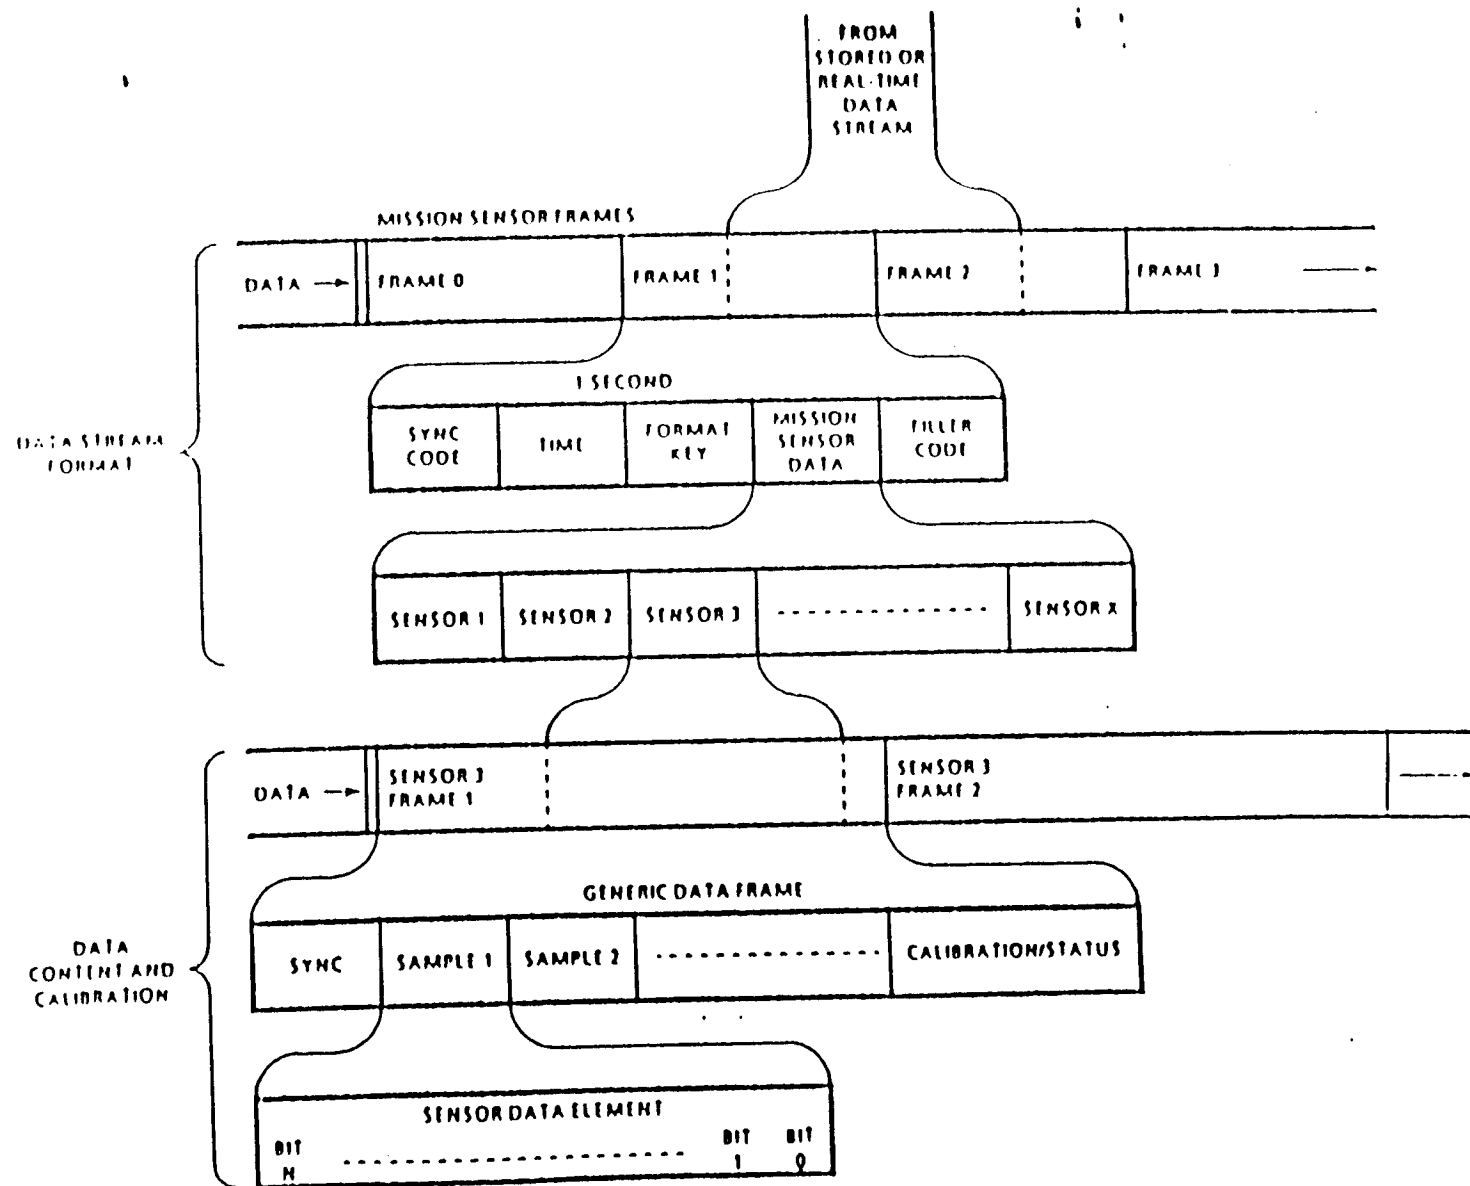 FROM
STORED OR
REAL-TIME
DATA
STREAM
MISSION SENSOR FRAMES
DATA
FRAME 0
FRAME 1
FRAME 2
FRAME 3
DATA STREAM
FORMAT
1 SECOND
SYNC
CODE
TIME
FORMAT
KEY
MISSION
SENSOR
DATA
FILLER
CODE
SENSOR 1
SENSOR 2
SENSOR 3
SENSOR X
DATA
SENSOR 3
FRAME 1
SENSOR 3
FRAME 2
DATA
CONTENT AND
CALIBRATION
GENERIC DATA FRAME
SYNC
SAMPLE 1
SAMPLE 2
CALIBRATION/STATUS
SENSOR DATA ELEMENT
BIT
N
BIT
1
BIT
0